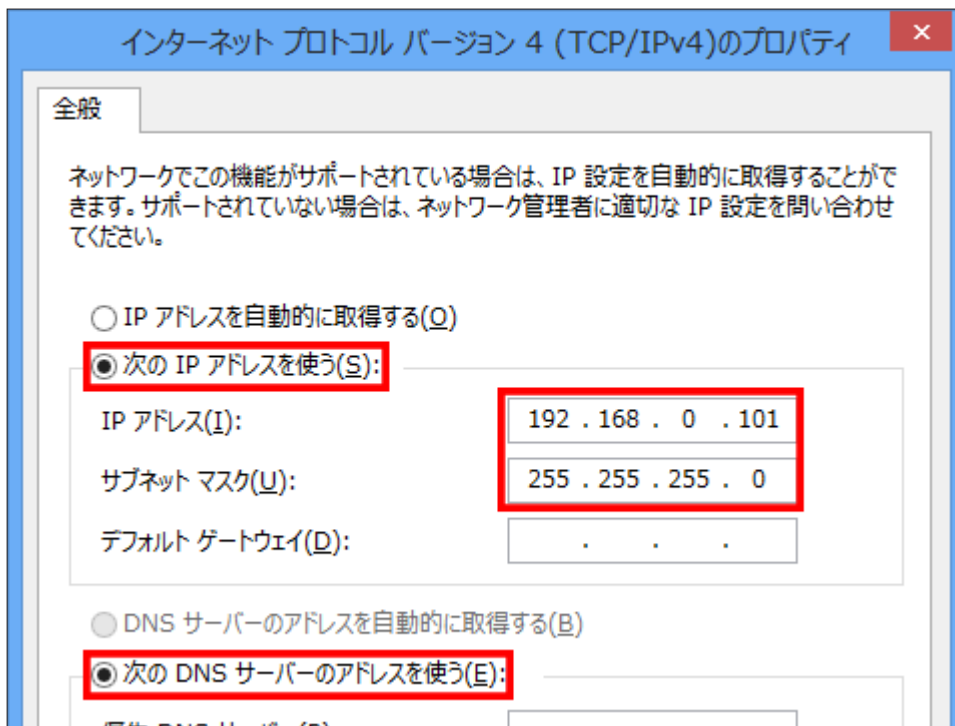 インターネット プロトコル バージョン 4 (TCP/IPv4)のプロパティ
全般
ネットワークでこの機能がサポートされている場合は、IP 設定を自動的に取得することがで
きます。サポートされていない場合は、ネットワーク管理者に適切な IP 設定を問い合わせ
てください。
IP アドレスを自動的に取得する(O)
次の IP アドレスを使う(S):
IP アドレス(I): 192 . 168 . 0 . 101
サブネット マスク(U): 255 . 255 . 255 . 0
デフォルト ゲートウェイ(D): . . .
DNS サーバーのアドレスを自動的に取得する(B)
次の DNS サーバーのアドレスを使う(E):